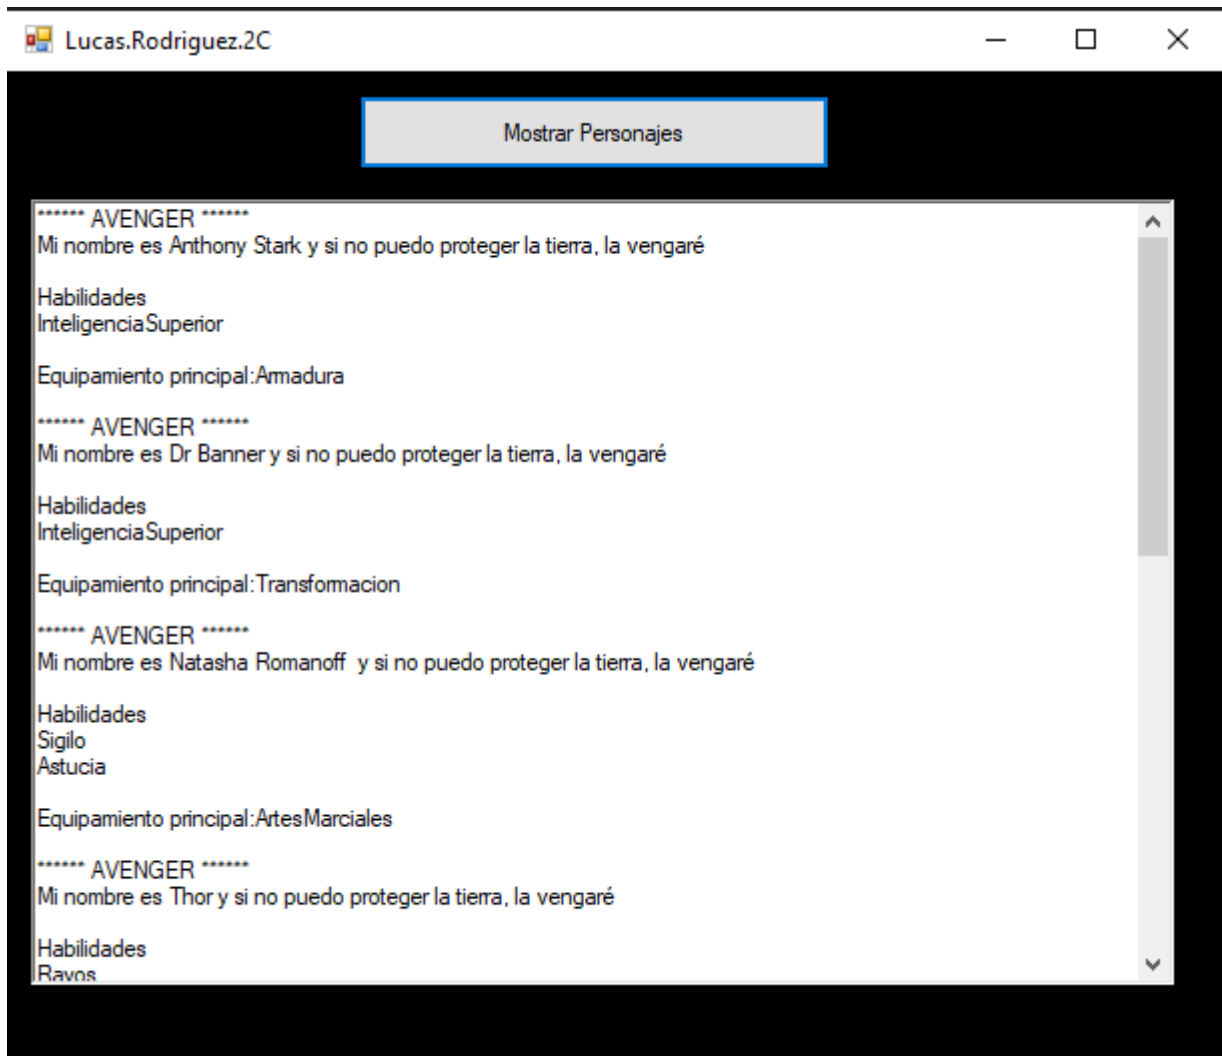 Lucas.Rodriguez.2C
Mostrar Personajes
****** AVENGER ******
Mi nombre es Anthony Stark y si no puedo proteger la tierra, la vengaré
Habilidades
InteligenciaSuperior
Equipamiento principal:Armadura
****** AVENGER ******
Mi nombre es Dr Banner y si no puedo proteger la tierra, la vengaré
Habilidades
InteligenciaSuperior
Equipamiento principal:Transformacion
****** AVENGER ******
Mi nombre es Natasha Romanoff  y si no puedo proteger la tierra, la vengaré
Habilidades
Sigilo
Astucia
Equipamiento principal:ArtesMarciales
****** AVENGER ******
Mi nombre es Thor y si no puedo proteger la tierra, la vengaré
Habilidades
Rayos